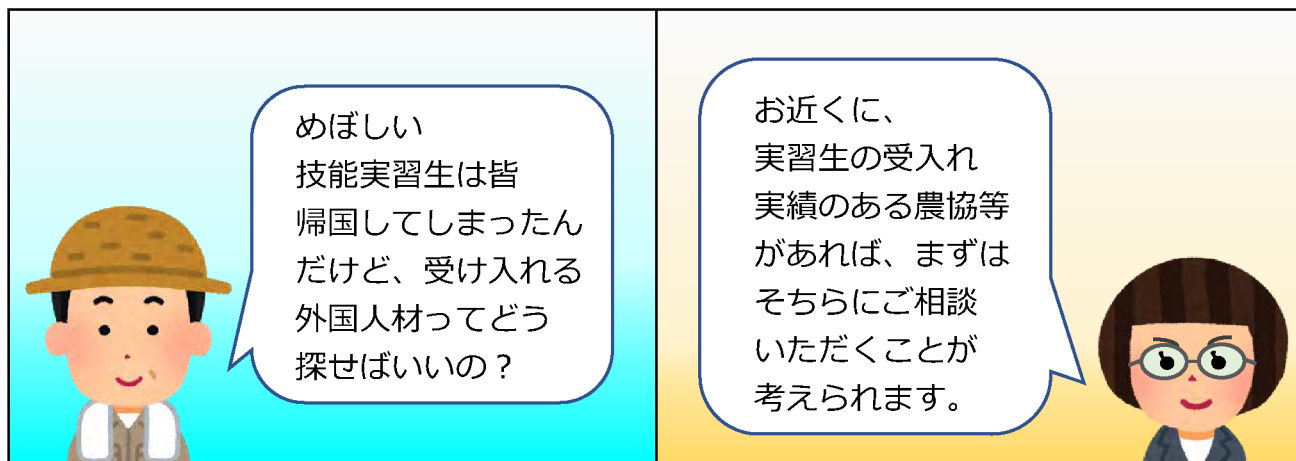 めぼしい
技能実習生は皆
帰国してしまったん
だけど、受け入れる
外国人材ってどう
探せばいいの？
お近くに、
実習生の受入れ
実績のある農協等
があれば、まずは
そちらにご相談
いただくことが
考えられます。